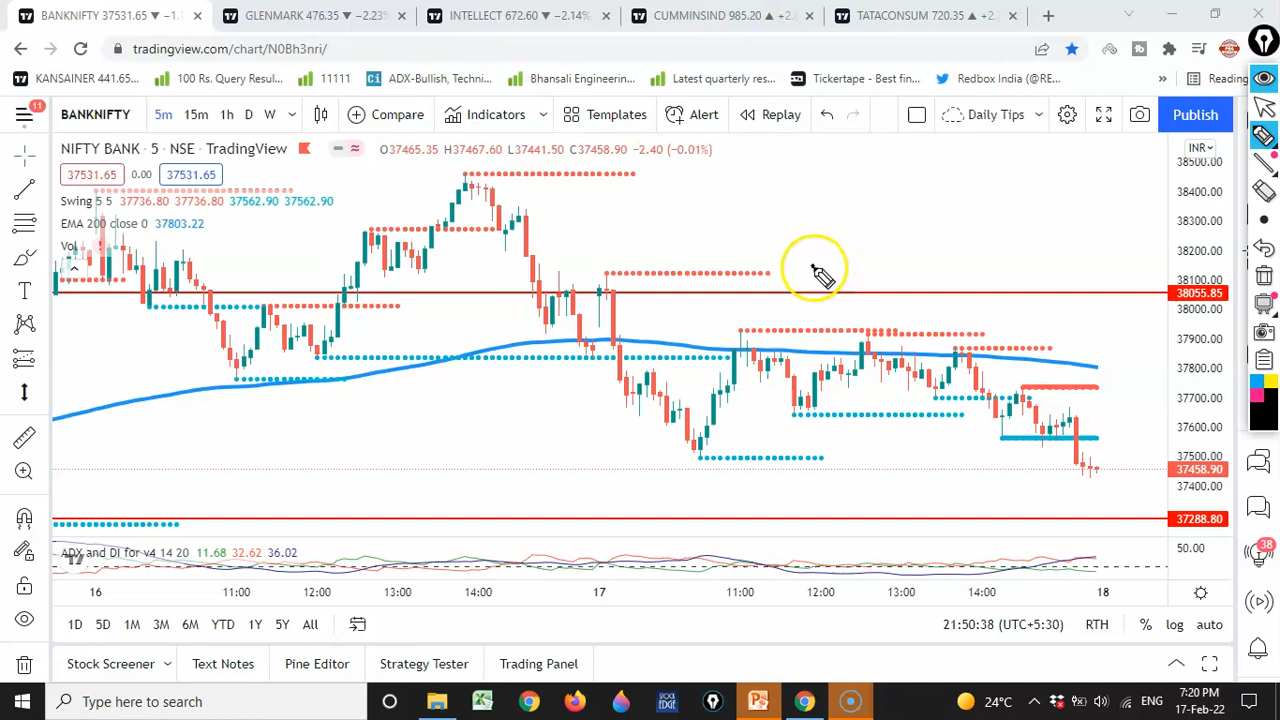 BANKNIFTY 37531.65 ▼ −1.1
GLENMARK 476.35 ▼ −2.23%
INTELLECT 672.60 ▼ −2.14%
CUMMINSIND 985.20 ▲ +2.
TATACONSUM 720.35 ▲ +2.
tradingview.com/chart/N0Bh3nri/
KANSAINER 441.65...
100 Rs. Query Resul...
11111
ADX-Bullish, Techni...
Bhansali Engineerin...
Latest quarterly res...
Tickertape - Best fin...
Redbox India (@RE...
»
Reading
11
BANKNIFTY 5m 15m 1h D W Compare Indicators Templates Alert Replay Daily Tips Publish
NIFTY BANK · 5 · NSE · TradingView O37465.35 H37467.60 L37441.50 C37458.90 −2.40 (−0.01%)
INR
37531.65 0.00 37531.65
Swing 5 5 37736.80 37736.80 37562.90 37562.90
EMA 200 close 0 37803.22
Vol
38500.00
38400.00
38300.00
38200.00
38100.00
38055.85
38000.00
37900.00
37800.00
37700.00
37600.00
37500.00
37458.90
37400.00
37288.80
ADX and DI for v4 14 20 11.68 32.62 36.02
50.00
38
16 11:00 12:00 13:00 14:00 17 11:00 12:00 13:00 14:00 18
1D 5D 1M 3M 6M YTD 1Y 5Y All 21:50:38 (UTC+5:30) RTH % log auto
Stock Screener Text Notes Pine Editor Strategy Tester Trading Panel
Type here to search
24°C
ENG
7:20 PM
17-Feb-22